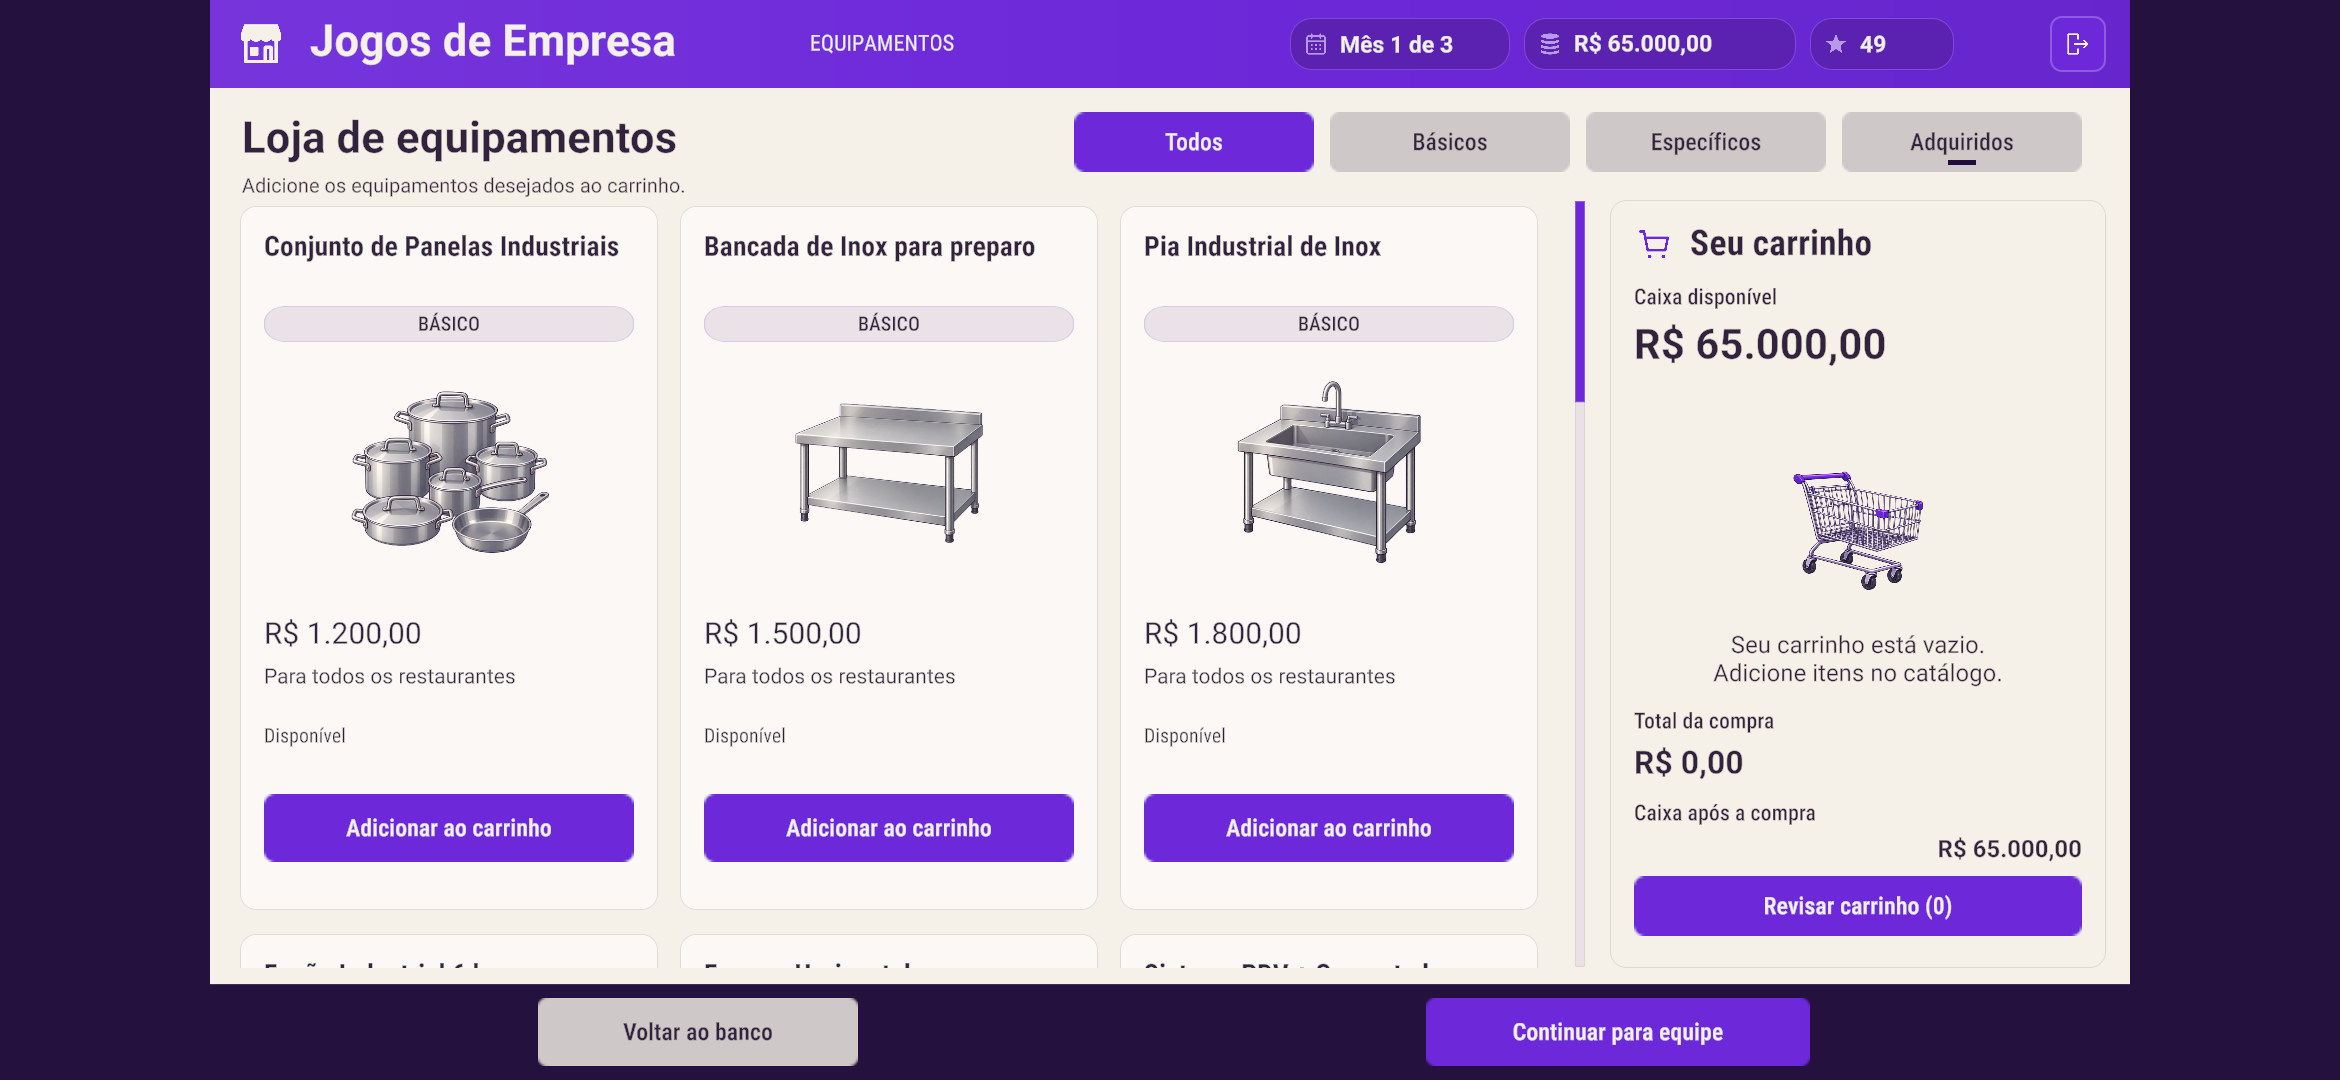 Jogos de Empresa
EQUIPAMENTOS
Mês 1 de 3
R$ 65.000,00
49
Loja de equipamentos
Adicione os equipamentos desejados ao carrinho.
Todos
Básicos
Específicos
Adquiridos
Conjunto de Panelas Industriais
BÁSICO
R$ 1.200,00
Para todos os restaurantes
Disponível
Adicionar ao carrinho
Bancada de Inox para preparo
BÁSICO
R$ 1.500,00
Para todos os restaurantes
Disponível
Adicionar ao carrinho
Pia Industrial de Inox
BÁSICO
R$ 1.800,00
Para todos os restaurantes
Disponível
Adicionar ao carrinho
Seu carrinho
Caixa disponível
R$ 65.000,00
Seu carrinho está vazio.
Adicione itens no catálogo.
Total da compra
R$ 0,00
Caixa após a compra
R$ 65.000,00
Revisar carrinho (0)
Voltar ao banco
Continuar para equipe